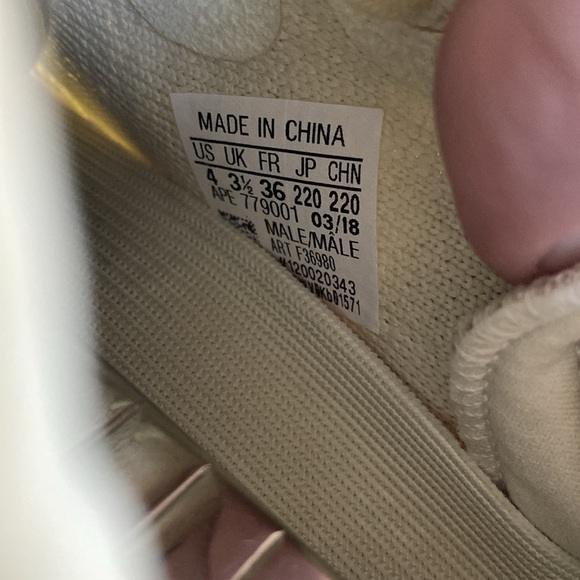 MADE IN CHINA
US UK FR JP CHN
4 3½ 36 220 220
APE 779001 03/18
MALE/MÂLE
ART F36980
120020343